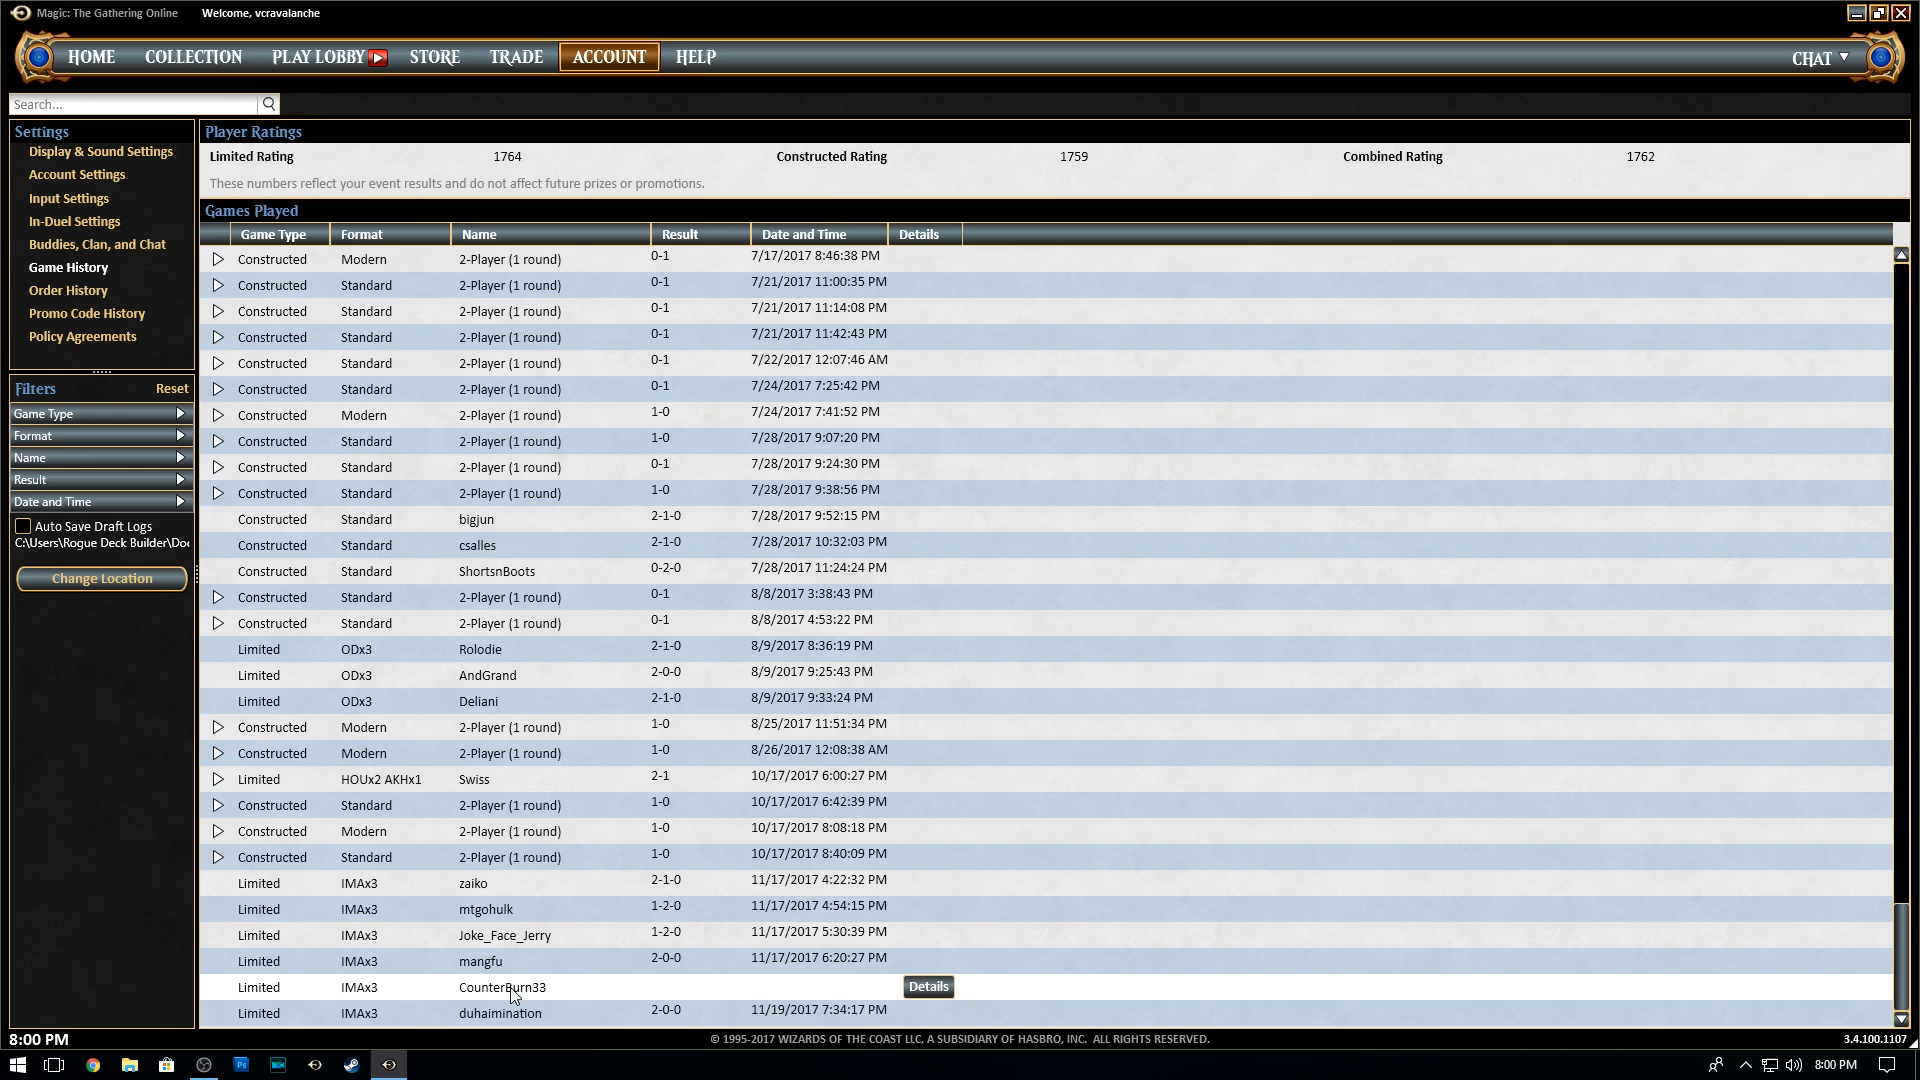 Magic: The Gathering Online Welcome, vcravalanche
HOME COLLECTION PLAY LOBBY STORE TRADE ACCOUNT HELP CHAT
Search...
Settings
Display & Sound Settings
Account Settings
Input Settings
In-Duel Settings
Buddies, Clan, and Chat
Game History
Order History
Promo Code History
Policy Agreements
Filters Reset
Game Type
Format
Name
Result
Date and Time
Auto Save Draft Logs
C:\Users\Rogue Deck Builder\Doc
Change Location
Player Ratings
Limited Rating 1764 Constructed Rating 1759 Combined Rating 1762
These numbers reflect your event results and do not affect future prizes or promotions.
Games Played
Game Type Format Name Result Date and Time Details
Constructed Modern 2-Player (1 round) 0-1 7/17/2017 8:46:38 PM
Constructed Standard 2-Player (1 round) 0-1 7/21/2017 11:00:35 PM
Constructed Standard 2-Player (1 round) 0-1 7/21/2017 11:14:08 PM
Constructed Standard 2-Player (1 round) 0-1 7/21/2017 11:42:43 PM
Constructed Standard 2-Player (1 round) 0-1 7/22/2017 12:07:46 AM
Constructed Standard 2-Player (1 round) 0-1 7/24/2017 7:25:42 PM
Constructed Modern 2-Player (1 round) 1-0 7/24/2017 7:41:52 PM
Constructed Standard 2-Player (1 round) 1-0 7/28/2017 9:07:20 PM
Constructed Standard 2-Player (1 round) 0-1 7/28/2017 9:24:30 PM
Constructed Standard 2-Player (1 round) 1-0 7/28/2017 9:38:56 PM
Constructed Standard bigjun 2-1-0 7/28/2017 9:52:15 PM
Constructed Standard csalles 2-1-0 7/28/2017 10:32:03 PM
Constructed Standard ShortsnBoots 0-2-0 7/28/2017 11:24:24 PM
Constructed Standard 2-Player (1 round) 0-1 8/8/2017 3:38:43 PM
Constructed Standard 2-Player (1 round) 0-1 8/8/2017 4:53:22 PM
Limited ODx3 Rolodie 2-1-0 8/9/2017 8:36:19 PM
Limited ODx3 AndGrand 2-0-0 8/9/2017 9:25:43 PM
Limited ODx3 Deliani 2-1-0 8/9/2017 9:33:24 PM
Constructed Modern 2-Player (1 round) 1-0 8/25/2017 11:51:34 PM
Constructed Modern 2-Player (1 round) 1-0 8/26/2017 12:08:38 AM
Limited HOUx2 AKHx1 Swiss 2-1 10/17/2017 6:00:27 PM
Constructed Standard 2-Player (1 round) 1-0 10/17/2017 6:42:39 PM
Constructed Modern 2-Player (1 round) 1-0 10/17/2017 8:08:18 PM
Constructed Standard 2-Player (1 round) 1-0 10/17/2017 8:40:09 PM
Limited IMAx3 zaiko 2-1-0 11/17/2017 4:22:32 PM
Limited IMAx3 mtgohulk 1-2-0 11/17/2017 4:54:15 PM
Limited IMAx3 Joke_Face_Jerry 1-2-0 11/17/2017 5:30:39 PM
Limited IMAx3 mangfu 2-0-0 11/17/2017 6:20:27 PM
Limited IMAx3 CounterBurn33 Details
Limited IMAx3 duhaimination 2-0-0 11/19/2017 7:34:17 PM
8:00 PM © 1995-2017 WIZARDS OF THE COAST LLC, A SUBSIDIARY OF HASBRO, INC. ALL RIGHTS RESERVED. 3.4.100.1107
Ps
8:00 PM